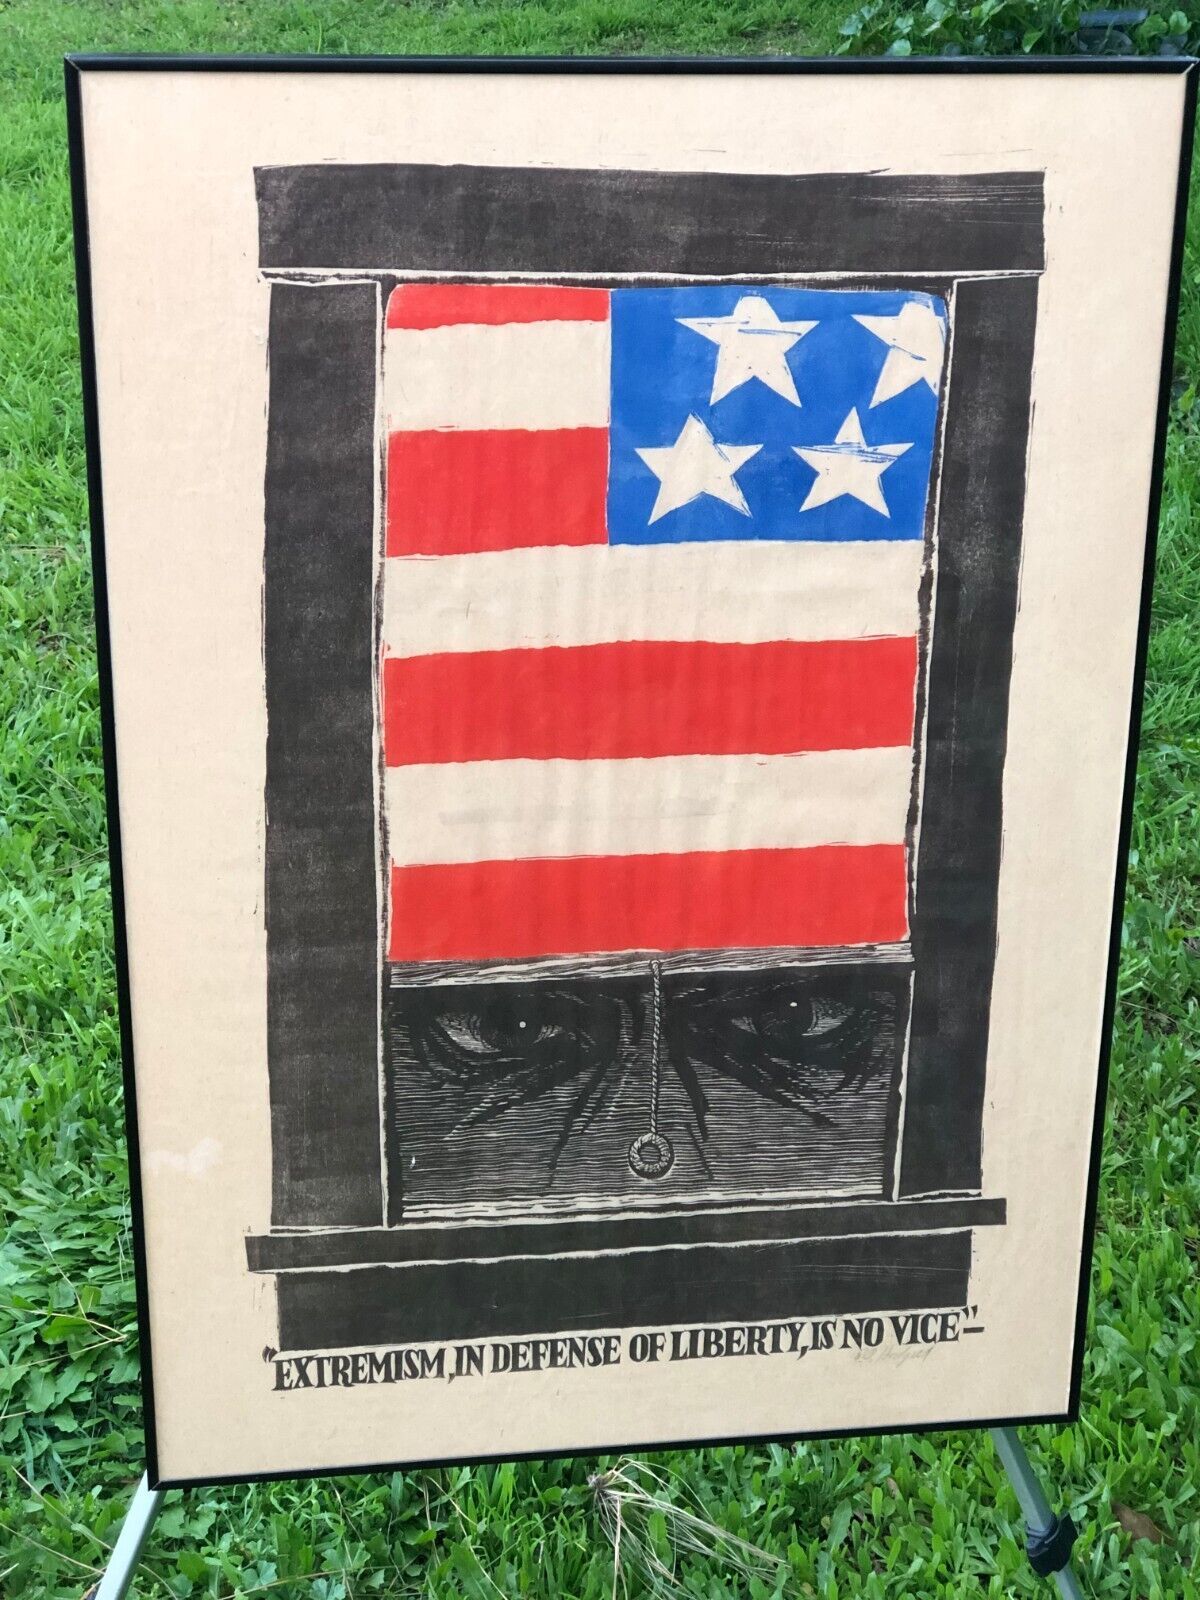 "EXTREMISM, IN DEFENSE OF LIBERTY, IS NO VICE"—